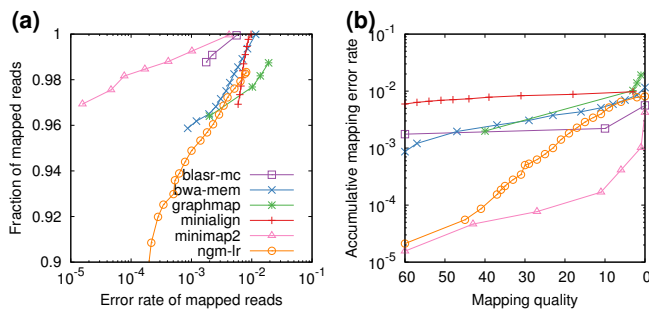 (a)
Fraction of mapped reads
1
0.98
0.96
0.94
0.92
0.9
blasr-mc
bwa-mem
graphmap
minialign
minimap2
ngm-lr
10-5 10-4 10-3 10-2 10-1
Error rate of mapped reads
(b)
Accumulative mapping error rate
10-1
10-2
10-3
10-4
10-5
60 50 40 30 20 10 0
Mapping quality